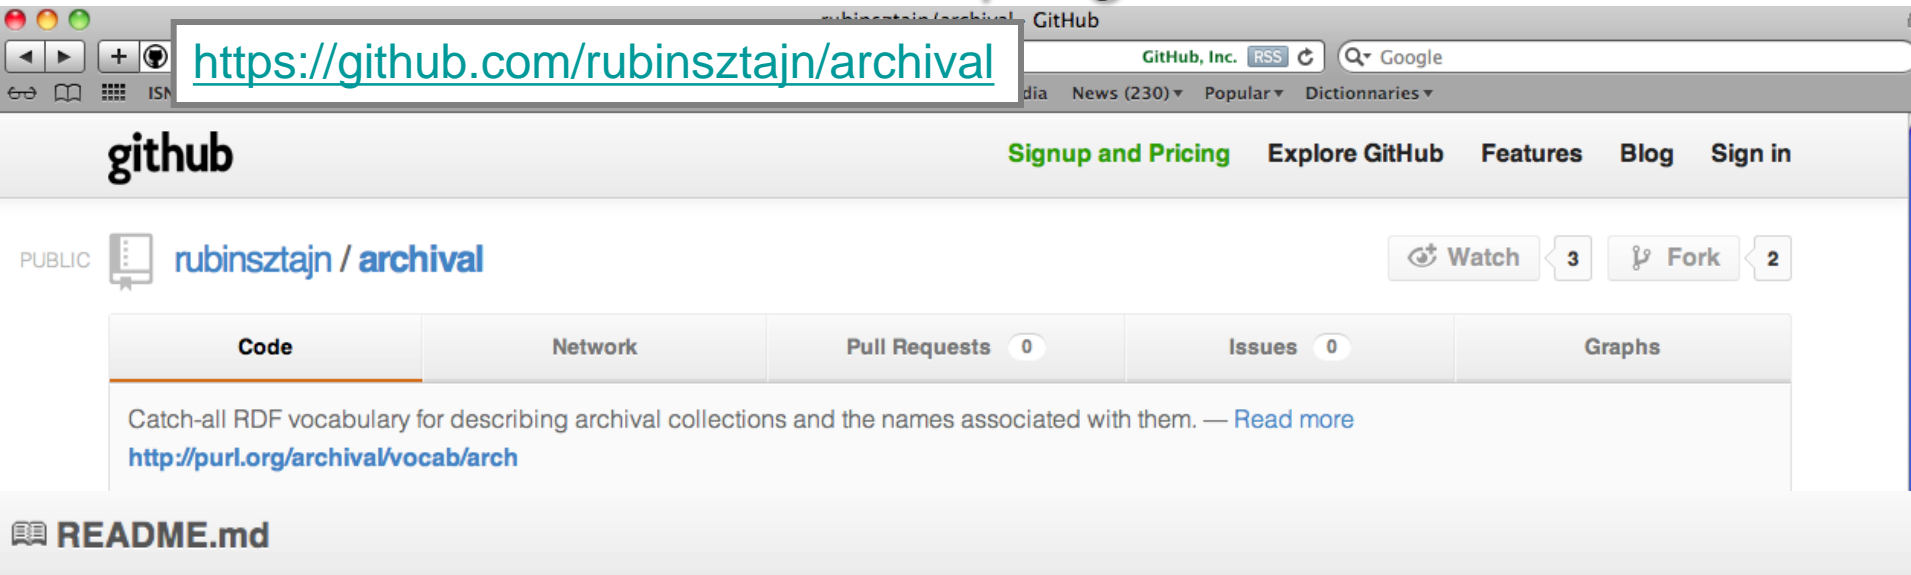 GitHub
https://github.com/rubinsztajn/archival
GitHub, Inc. RSS Google
News (230) Popular Dictionnaries
github Signup and Pricing Explore GitHub Features Blog Sign in
PUBLIC rubinsztajn / archival Watch 3 Fork 2
Code Network Pull Requests 0 Issues 0 Graphs
Catch-all RDF vocabulary for describing archival collections and the names associated with them. — Read more
http://purl.org/archival/vocab/arch
README.md